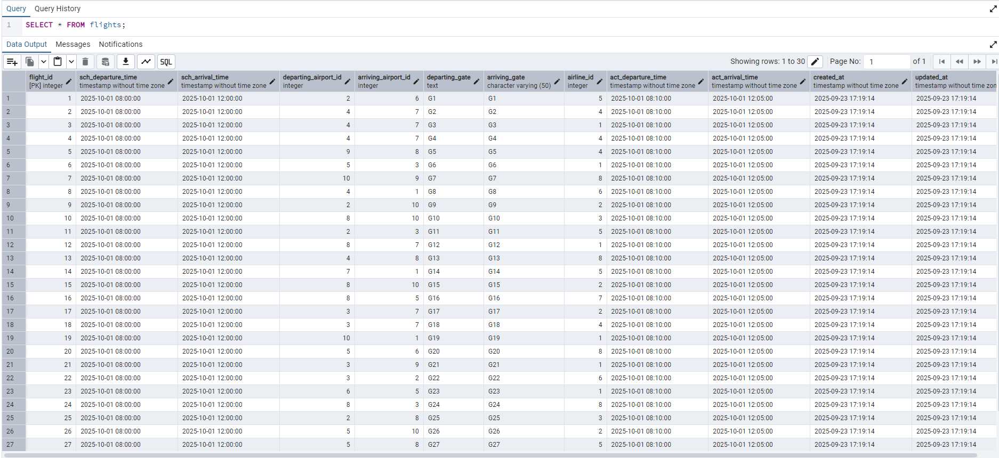 Query Query History
1 SELECT * FROM flights;
Data Output Messages Notifications
SQL Showing rows: 1 to 30 Page No: 1 of 1
flight_id sch_departure_time sch_arrival_time departing_airport_id arriving_airport_id departing_gate arriving_gate airline_id act_departure_time act_arrival_time created_at updated_at
[PK] integer timestamp without time zone timestamp without time zone integer integer text character varying (50) integer timestamp without time zone timestamp without time zone timestamp without time zone timestamp without time zon
1 1 2025-10-01 08:00:00 2025-10-01 12:00:00 2 6 G1 G1 5 2025-10-01 08:10:00 2025-10-01 12:05:00 2025-09-23 17:19:14 2025-09-23 17:19:14
2 2 2025-10-01 08:00:00 2025-10-01 12:00:00 4 7 G2 G2 4 2025-10-01 08:10:00 2025-10-01 12:05:00 2025-09-23 17:19:14 2025-09-23 17:19:14
3 3 2025-10-01 08:00:00 2025-10-01 12:00:00 4 7 G3 G3 1 2025-10-01 08:10:00 2025-10-01 12:05:00 2025-09-23 17:19:14 2025-09-23 17:19:14
4 4 2025-10-01 08:00:00 2025-10-01 12:00:00 4 7 G4 G4 4 2025-10-01 08:10:00 2025-10-01 12:05:00 2025-09-23 17:19:14 2025-09-23 17:19:14
5 5 2025-10-01 08:00:00 2025-10-01 12:00:00 9 8 G5 G5 4 2025-10-01 08:10:00 2025-10-01 12:05:00 2025-09-23 17:19:14 2025-09-23 17:19:14
6 6 2025-10-01 08:00:00 2025-10-01 12:00:00 5 3 G6 G6 1 2025-10-01 08:10:00 2025-10-01 12:05:00 2025-09-23 17:19:14 2025-09-23 17:19:14
7 7 2025-10-01 08:00:00 2025-10-01 12:00:00 10 9 G7 G7 8 2025-10-01 08:10:00 2025-10-01 12:05:00 2025-09-23 17:19:14 2025-09-23 17:19:14
8 8 2025-10-01 08:00:00 2025-10-01 12:00:00 4 1 G8 G8 6 2025-10-01 08:10:00 2025-10-01 12:05:00 2025-09-23 17:19:14 2025-09-23 17:19:14
9 9 2025-10-01 08:00:00 2025-10-01 12:00:00 2 10 G9 G9 2 2025-10-01 08:10:00 2025-10-01 12:05:00 2025-09-23 17:19:14 2025-09-23 17:19:14
10 10 2025-10-01 08:00:00 2025-10-01 12:00:00 8 10 G10 G10 3 2025-10-01 08:10:00 2025-10-01 12:05:00 2025-09-23 17:19:14 2025-09-23 17:19:14
11 11 2025-10-01 08:00:00 2025-10-01 12:00:00 2 3 G11 G11 5 2025-10-01 08:10:00 2025-10-01 12:05:00 2025-09-23 17:19:14 2025-09-23 17:19:14
12 12 2025-10-01 08:00:00 2025-10-01 12:00:00 8 7 G12 G12 1 2025-10-01 08:10:00 2025-10-01 12:05:00 2025-09-23 17:19:14 2025-09-23 17:19:14
13 13 2025-10-01 08:00:00 2025-10-01 12:00:00 4 8 G13 G13 8 2025-10-01 08:10:00 2025-10-01 12:05:00 2025-09-23 17:19:14 2025-09-23 17:19:14
14 14 2025-10-01 08:00:00 2025-10-01 12:00:00 7 1 G14 G14 5 2025-10-01 08:10:00 2025-10-01 12:05:00 2025-09-23 17:19:14 2025-09-23 17:19:14
15 15 2025-10-01 08:00:00 2025-10-01 12:00:00 8 10 G15 G15 2 2025-10-01 08:10:00 2025-10-01 12:05:00 2025-09-23 17:19:14 2025-09-23 17:19:14
16 16 2025-10-01 08:00:00 2025-10-01 12:00:00 8 5 G16 G16 7 2025-10-01 08:10:00 2025-10-01 12:05:00 2025-09-23 17:19:14 2025-09-23 17:19:14
17 17 2025-10-01 08:00:00 2025-10-01 12:00:00 3 7 G17 G17 2 2025-10-01 08:10:00 2025-10-01 12:05:00 2025-09-23 17:19:14 2025-09-23 17:19:14
18 18 2025-10-01 08:00:00 2025-10-01 12:00:00 3 7 G18 G18 4 2025-10-01 08:10:00 2025-10-01 12:05:00 2025-09-23 17:19:14 2025-09-23 17:19:14
19 19 2025-10-01 08:00:00 2025-10-01 12:00:00 10 1 G19 G19 1 2025-10-01 08:10:00 2025-10-01 12:05:00 2025-09-23 17:19:14 2025-09-23 17:19:14
20 20 2025-10-01 08:00:00 2025-10-01 12:00:00 5 6 G20 G20 8 2025-10-01 08:10:00 2025-10-01 12:05:00 2025-09-23 17:19:14 2025-09-23 17:19:14
21 21 2025-10-01 08:00:00 2025-10-01 12:00:00 3 9 G21 G21 1 2025-10-01 08:10:00 2025-10-01 12:05:00 2025-09-23 17:19:14 2025-09-23 17:19:14
22 22 2025-10-01 08:00:00 2025-10-01 12:00:00 3 2 G22 G22 6 2025-10-01 08:10:00 2025-10-01 12:05:00 2025-09-23 17:19:14 2025-09-23 17:19:14
23 23 2025-10-01 08:00:00 2025-10-01 12:00:00 6 5 G23 G23 1 2025-10-01 08:10:00 2025-10-01 12:05:00 2025-09-23 17:19:14 2025-09-23 17:19:14
24 24 2025-10-01 08:00:00 2025-10-01 12:00:00 8 3 G24 G24 8 2025-10-01 08:10:00 2025-10-01 12:05:00 2025-09-23 17:19:14 2025-09-23 17:19:14
25 25 2025-10-01 08:00:00 2025-10-01 12:00:00 2 8 G25 G25 3 2025-10-01 08:10:00 2025-10-01 12:05:00 2025-09-23 17:19:14 2025-09-23 17:19:14
26 26 2025-10-01 08:00:00 2025-10-01 12:00:00 5 10 G26 G26 2 2025-10-01 08:10:00 2025-10-01 12:05:00 2025-09-23 17:19:14 2025-09-23 17:19:14
27 27 2025-10-01 08:00:00 2025-10-01 12:00:00 5 8 G27 G27 5 2025-10-01 08:10:00 2025-10-01 12:05:00 2025-09-23 17:19:14 2025-09-23 17:19:14